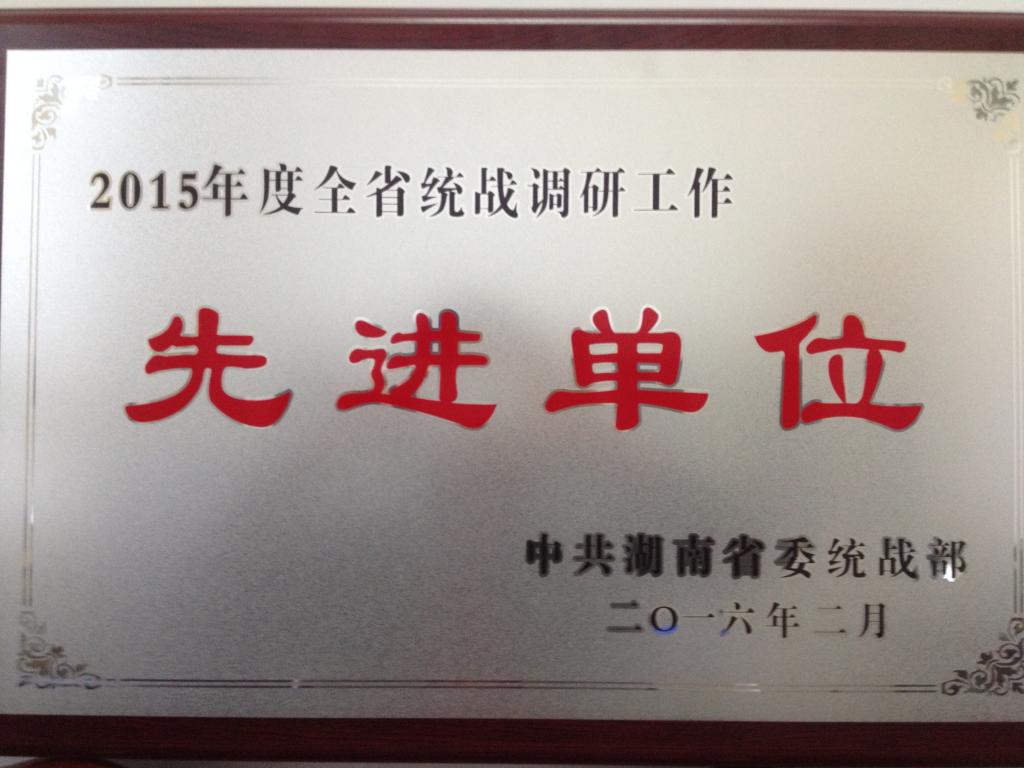 2015年度全省统战调研工作
先进单位
中共湖南省委统战部
二〇一六年二月